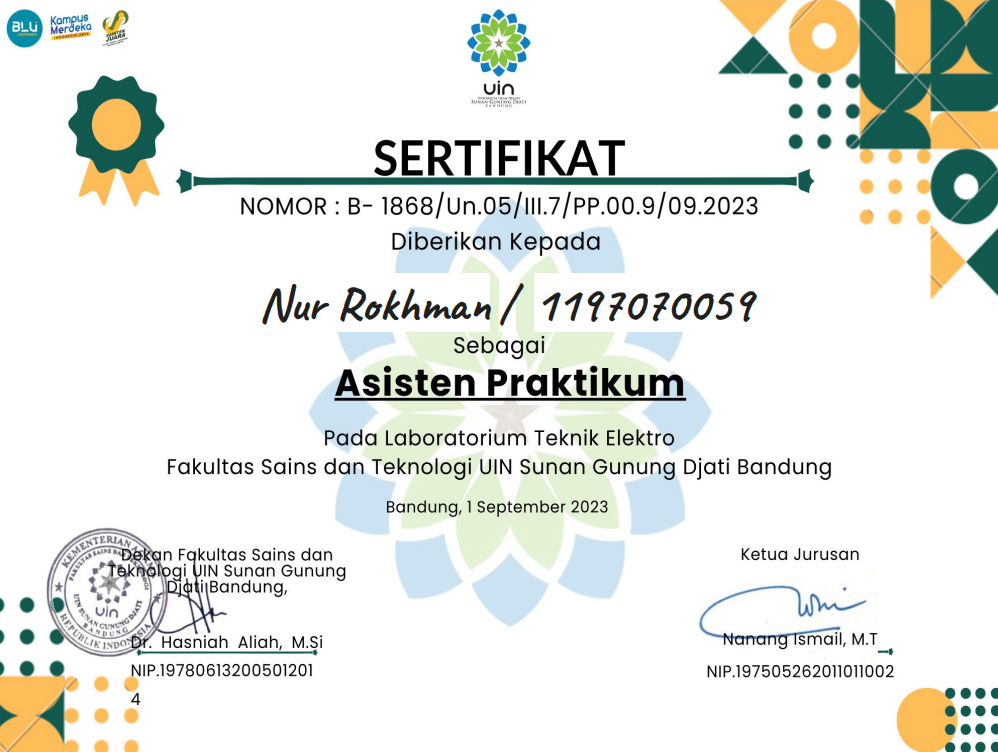 BLU
Kampus
Merdeka
INDONESIA JAYA
JUARA
uin
UNIVERSITAS ISLAM NEGERI
SUNAN GUNUNG DJATI
BANDUNG
SERTIFIKAT
NOMOR : B- 1868/Un.05/III.7/PP.00.9/09.2023
Diberikan Kepada
Nur Rokhman / 1197070059
Sebagai
Asisten Praktikum
Pada Laboratorium Teknik Elektro
Fakultas Sains dan Teknologi UIN Sunan Gunung Djati Bandung
Bandung, 1 September 2023
Dekan Fakultas Sains dan
Teknologi UIN Sunan Gunung
Djati Bandung,
KEMENTERIAN
uin
UIN SUNAN GUNUNG DJATI
BANDUNG
REPUBLIK INDONESIA
Dr. Hasniah Aliah, M.Si
NIP.19780613200501201
4
Ketua Jurusan
Nanang Ismail, M.T
NIP.197505262011011002